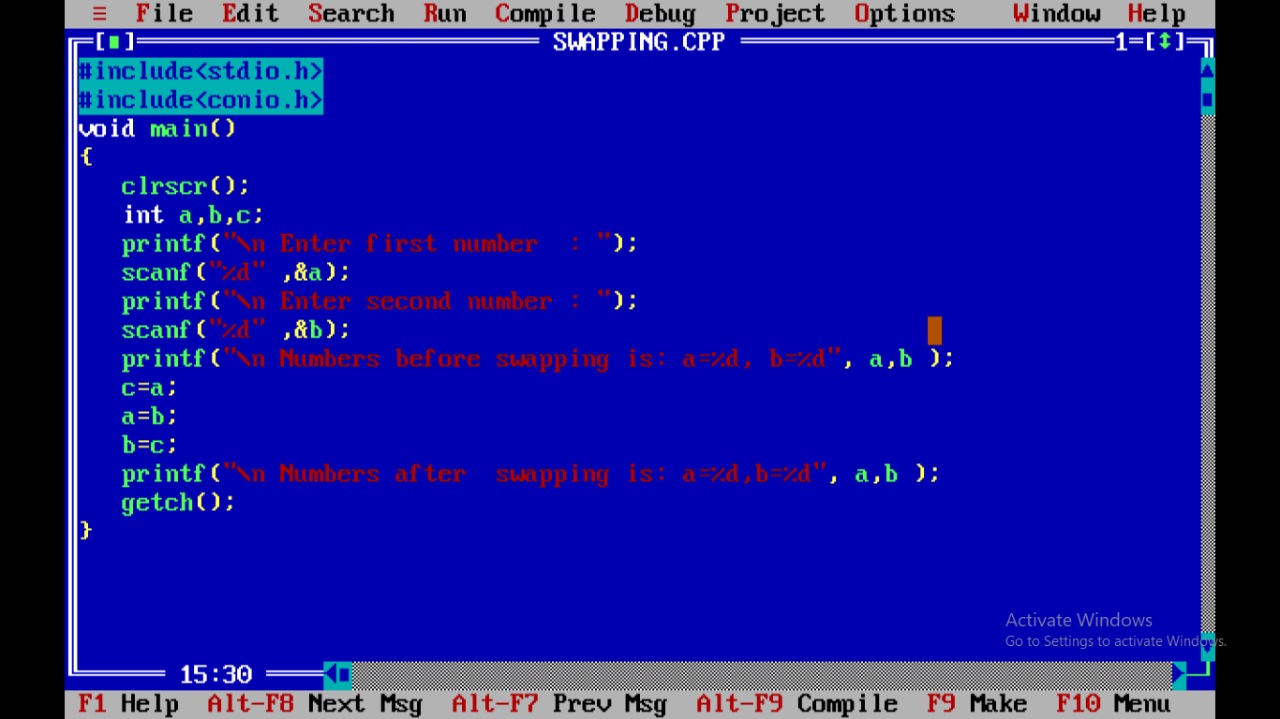 ≡ File Edit Search Run Compile Debug Project Options Window Help
[■] SWAPPING.CPP 1=[↕]
#include<stdio.h>
#include<conio.h>
void main()
{
clrscr();
int a,b,c;
printf("\n Enter first number  : ");
scanf("%d" ,&a);
printf("\n Enter second number : ");
scanf("%d" ,&b);
printf("\n Numbers before swapping is: a=%d, b=%d", a,b );
c=a;
a=b;
b=c;
printf("\n Numbers after  swapping is: a=%d,b=%d", a,b );
getch();
}
Activate Windows
Go to Settings to activate Windows.
15:30
F1 Help Alt-F8 Next Msg Alt-F7 Prev Msg Alt-F9 Compile F9 Make F10 Menu